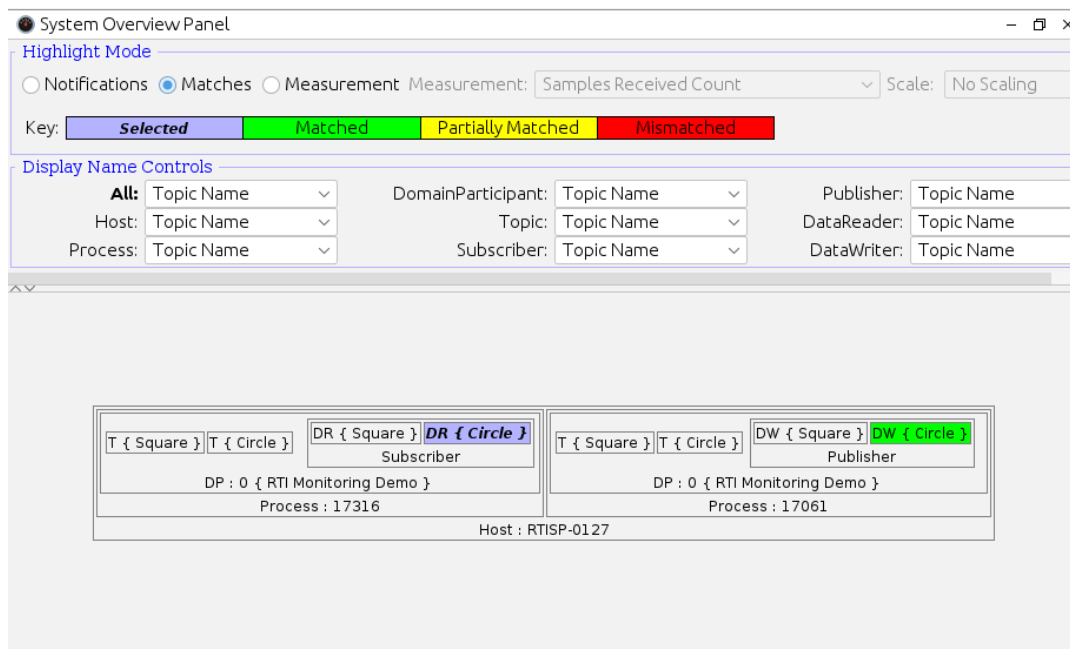 System Overview Panel
Highlight Mode
Notifications Matches Measurement Measurement: Samples Received Count Scale: No Scaling
Key: Selected Matched Partially Matched Mismatched
Display Name Controls
All: Topic Name DomainParticipant: Topic Name Publisher: Topic Name
Host: Topic Name Topic: Topic Name DataReader: Topic Name
Process: Topic Name Subscriber: Topic Name DataWriter: Topic Name
T { Square } T { Circle } DR { Square } DR { Circle } T { Square } T { Circle } DW { Square } DW { Circle }
Subscriber Publisher
DP : 0 { RTI Monitoring Demo } DP : 0 { RTI Monitoring Demo }
Process : 17316 Process : 17061
Host : RTISP-0127